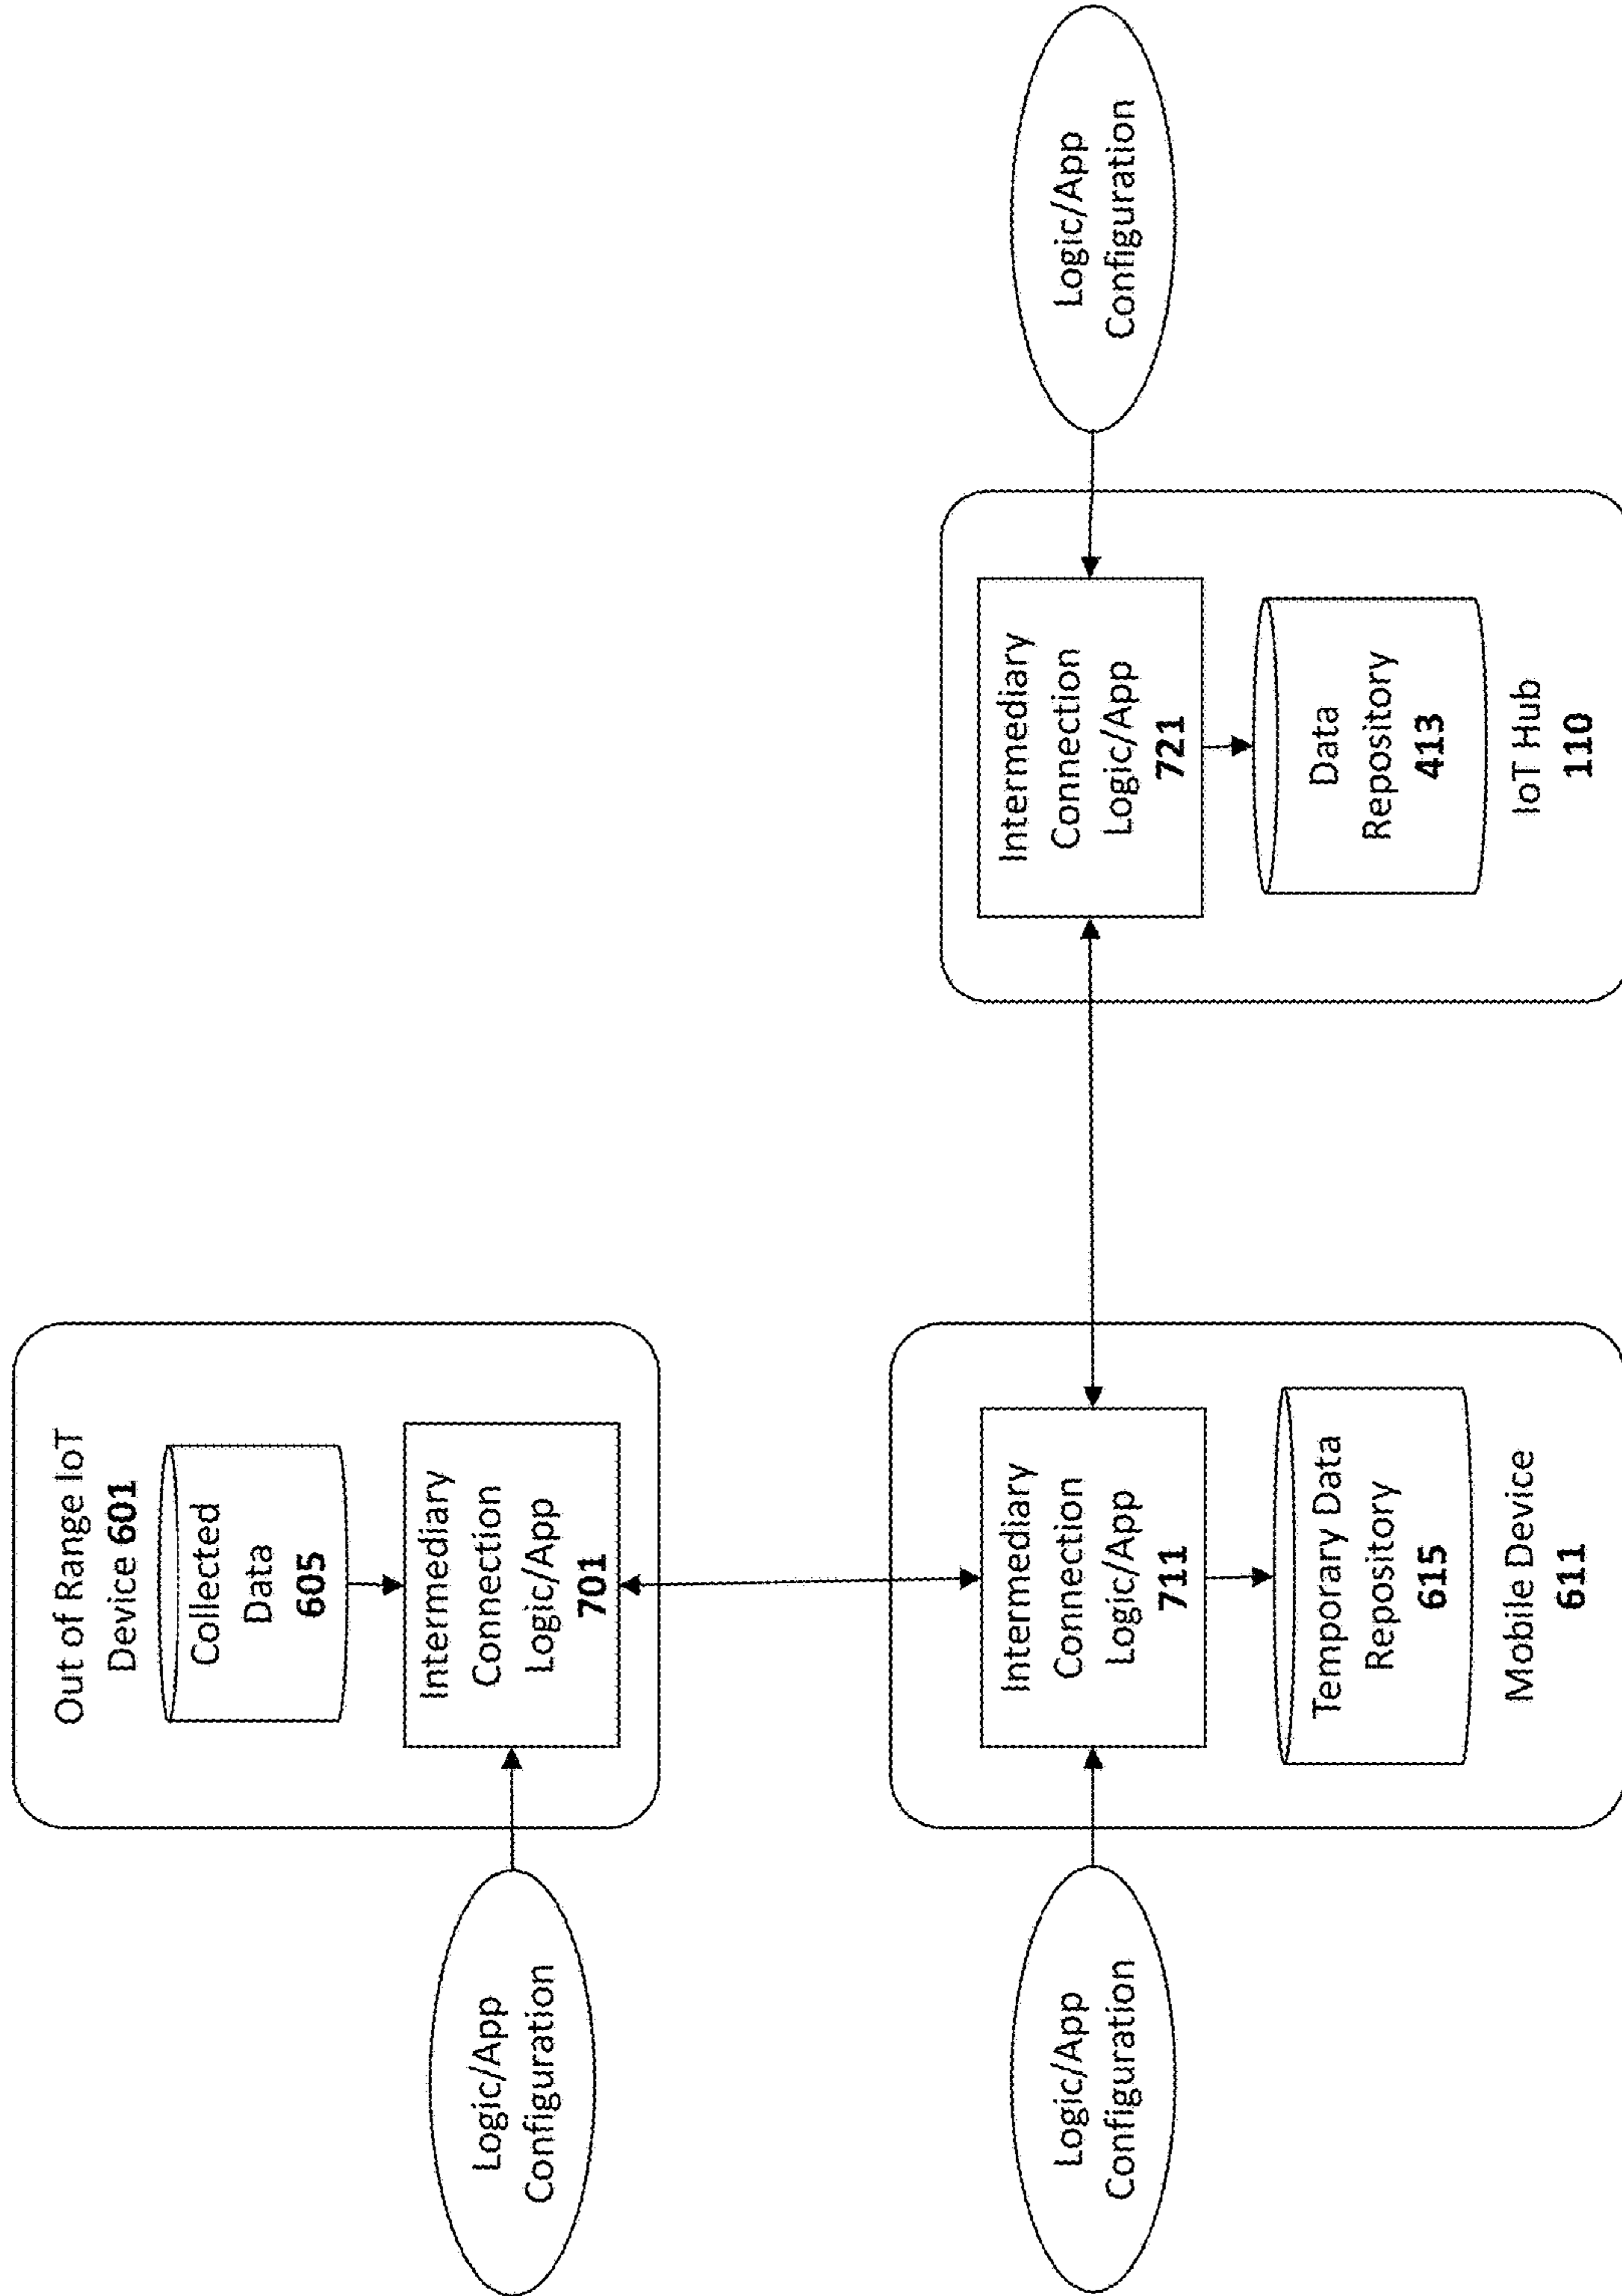 Out of Range IoT
Device 601
Collected
Data
605
Intermediary
Connection
Logic/App
701
Logic/App
Configuration
Logic/App
Configuration
Intermediary
Connection
Logic/App
711
Temporary Data
Repository
615
Mobile Device
611
Intermediary
Connection
Logic/App
721
Data
Repository
413
IoT Hub
110
Logic/App
Configuration